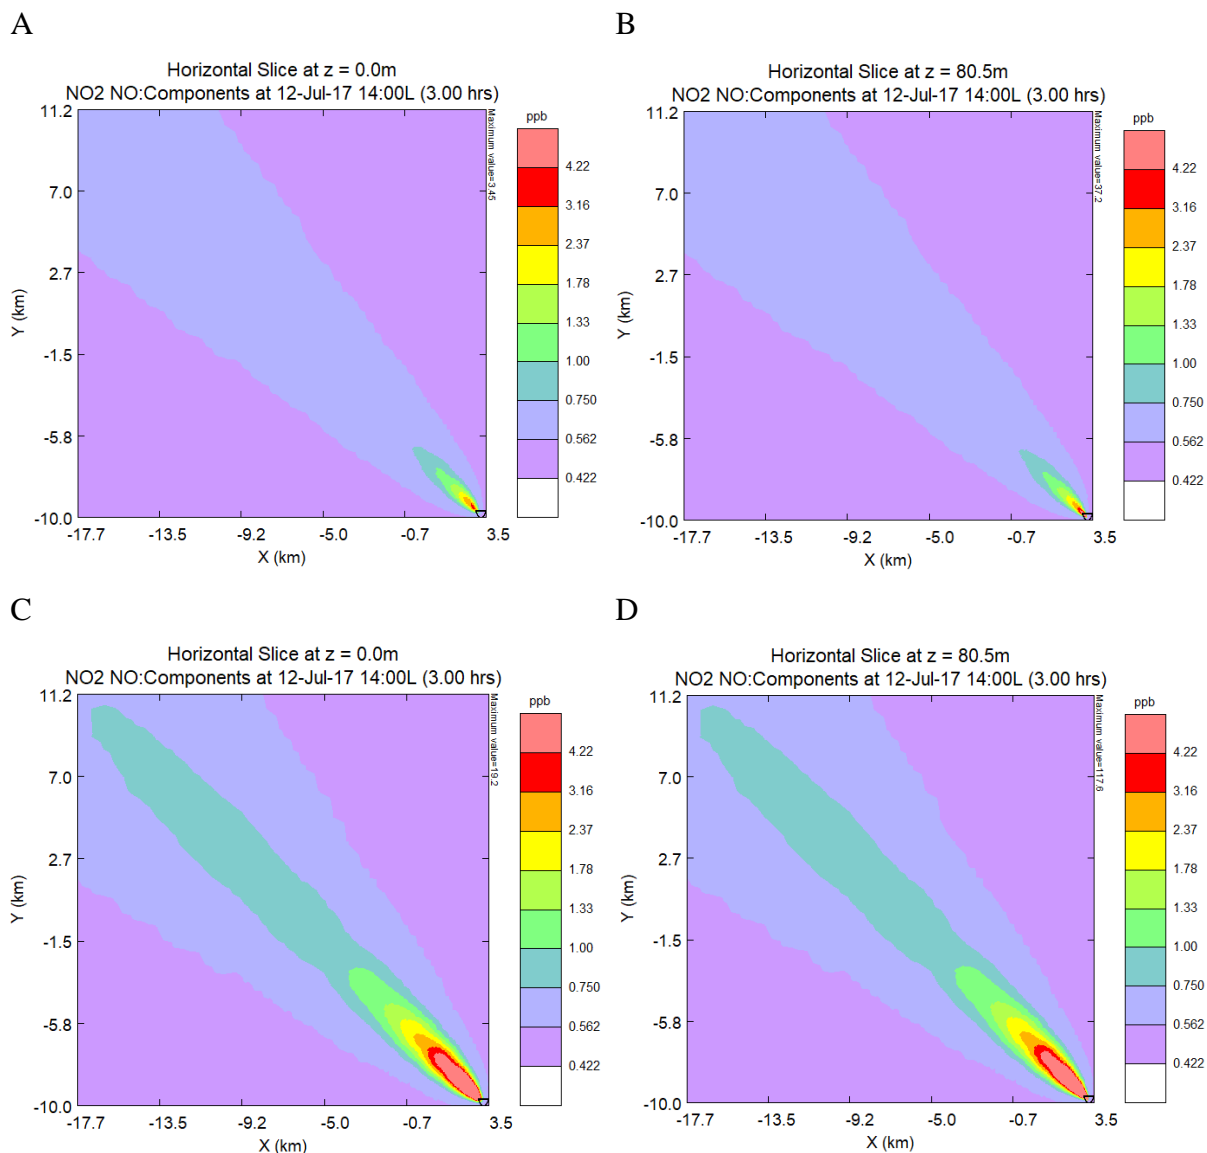 A
Horizontal Slice at z = 0.0m
NO2 NO:Components at 12-Jul-17 14:00L (3.00 hrs)
11.2
7.0
2.7
-1.5
-5.8
-10.0
Y (km)
-17.7 -13.5 -9.2 -5.0 -0.7 3.5
X (km)
Maximum value=3.45
ppb
4.22
3.16
2.37
1.78
1.33
1.00
0.750
0.562
0.422
B
Horizontal Slice at z = 80.5m
NO2 NO:Components at 12-Jul-17 14:00L (3.00 hrs)
11.2
7.0
2.7
-1.5
-5.8
-10.0
Y (km)
-17.7 -13.5 -9.2 -5.0 -0.7 3.5
X (km)
Maximum value=37.2
ppb
4.22
3.16
2.37
1.78
1.33
1.00
0.750
0.562
0.422
C
Horizontal Slice at z = 0.0m
NO2 NO:Components at 12-Jul-17 14:00L (3.00 hrs)
11.2
7.0
2.7
-1.5
-5.8
-10.0
Y (km)
-17.7 -13.5 -9.2 -5.0 -0.7 3.5
X (km)
Maximum value=19.2
ppb
4.22
3.16
2.37
1.78
1.33
1.00
0.750
0.562
0.422
D
Horizontal Slice at z = 80.5m
NO2 NO:Components at 12-Jul-17 14:00L (3.00 hrs)
11.2
7.0
2.7
-1.5
-5.8
-10.0
Y (km)
-17.7 -13.5 -9.2 -5.0 -0.7 3.5
X (km)
Maximum value=117.6
ppb
4.22
3.16
2.37
1.78
1.33
1.00
0.750
0.562
0.422